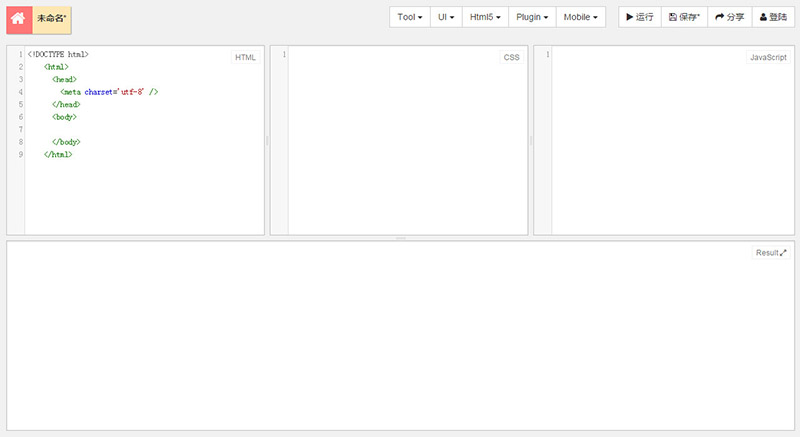 未命名*
Tool UI Html5 Plugin Mobile 运行 保存* 分享 登陆
HTML
1 <!DOCTYPE html>
2 <html>
3 <head>
4 <meta charset='utf-8' />
5 </head>
6 <body>
7
8 </body>
9 </html>
CSS
1
JavaScript
1
Result